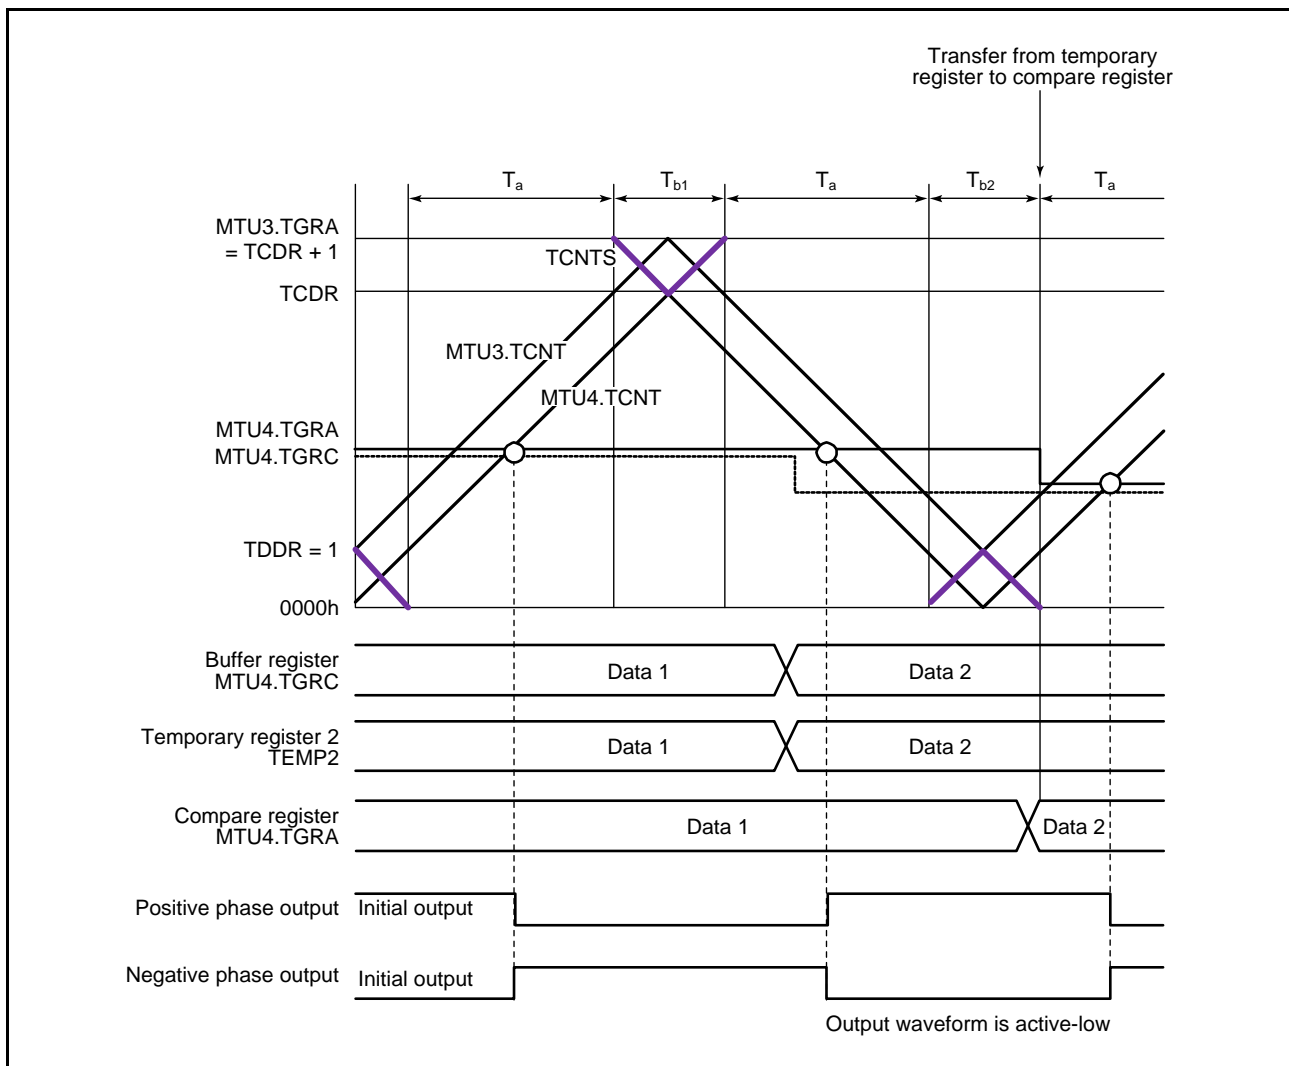 Transfer from temporary
register to compare register
Ta
Tb1
Ta
Tb2
Ta
MTU3.TGRA
= TCDR + 1
TCNTS
TCDR
MTU3.TCNT
MTU4.TCNT
MTU4.TGRA
MTU4.TGRC
TDDR = 1
0000h
Buffer register
MTU4.TGRC
Data 1
Data 2
Temporary register 2
TEMP2
Data 1
Data 2
Compare register
MTU4.TGRA
Data 1
Data 2
Positive phase output
Initial output
Negative phase output
Initial output
Output waveform is active-low